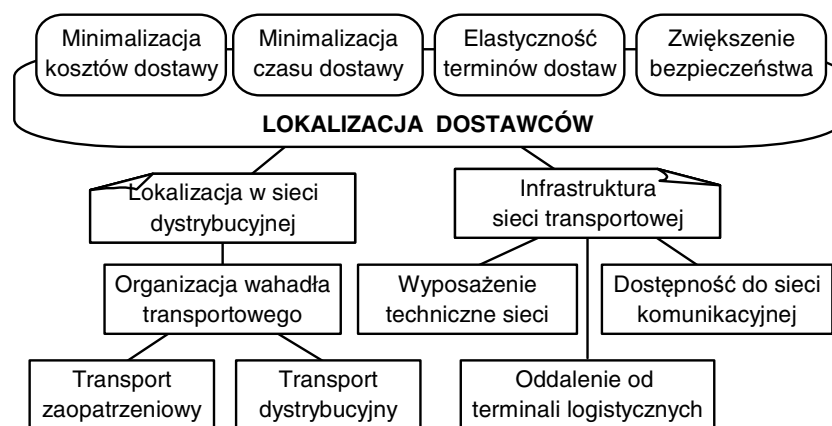 Minimalizacja
kosztów dostawy
Minimalizacja
czasu dostawy
Elastyczność
terminów dostaw
Zwiększenie
bezpieczeństwa
LOKALIZACJA DOSTAWCÓW
Lokalizacja w sieci
dystrybucyjnej
Infrastruktura
sieci transportowej
Organizacja wahadła
transportowego
Wyposażenie
techniczne sieci
Dostępność do sieci
komunikacyjnej
Transport
zaopatrzeniowy
Transport
dystrybucyjny
Oddalenie od
terminali logistycznych